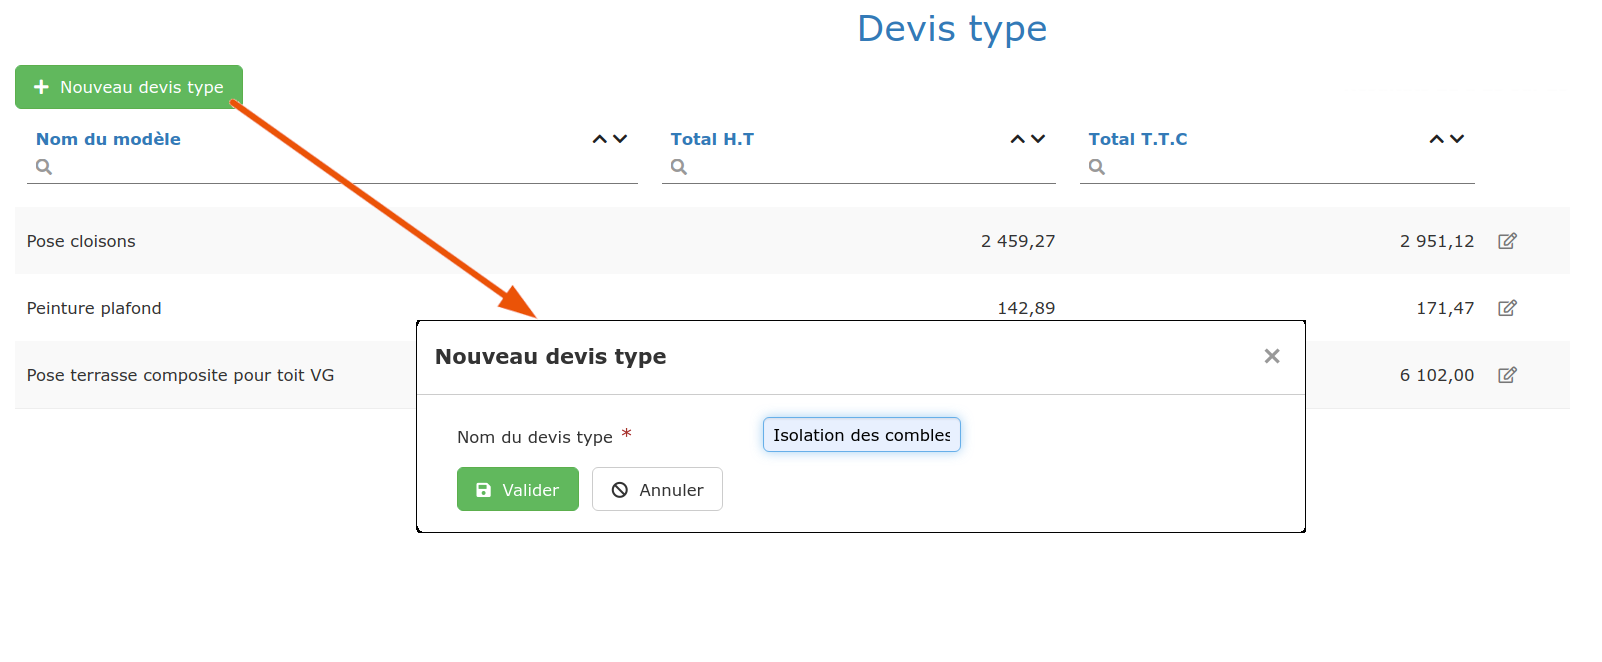 Devis type
Nouveau devis type
Nom du modèle Total H.T Total T.T.C
Pose cloisons 2 459,27 2 951,12
Peinture plafond 142,89 171,47
Pose terrasse composite pour toit VG 6 102,00
Nouveau devis type
Nom du devis type * Isolation des combles
Valider Annuler